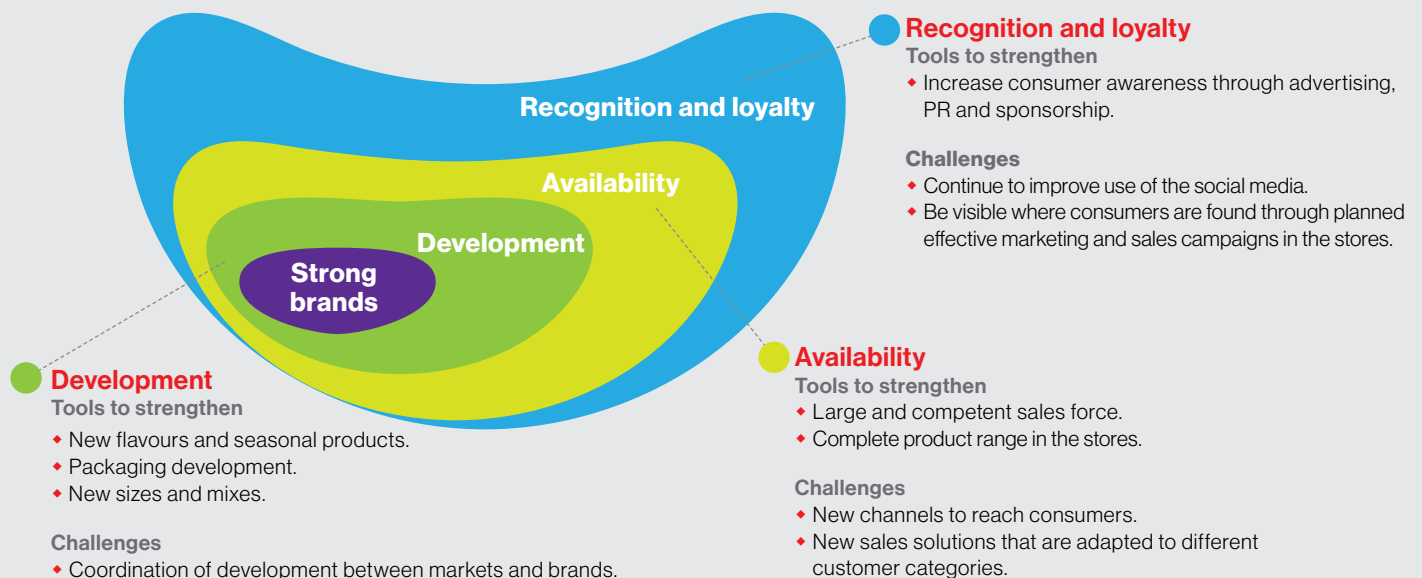 Recognition and loyalty
Availability
Development
Strong
brands
Recognition and loyalty
Tools to strengthen
◆ Increase consumer awareness through advertising,
PR and sponsorship.
Challenges
◆ Continue to improve use of the social media.
◆ Be visible where consumers are found through planned
effective marketing and sales campaigns in the stores.
Development
Tools to strengthen
◆ New flavours and seasonal products.
◆ Packaging development.
◆ New sizes and mixes.
Challenges
◆ Coordination of development between markets and brands.
Availability
Tools to strengthen
◆ Large and competent sales force.
◆ Complete product range in the stores.
Challenges
◆ New channels to reach consumers.
◆ New sales solutions that are adapted to different
customer categories.